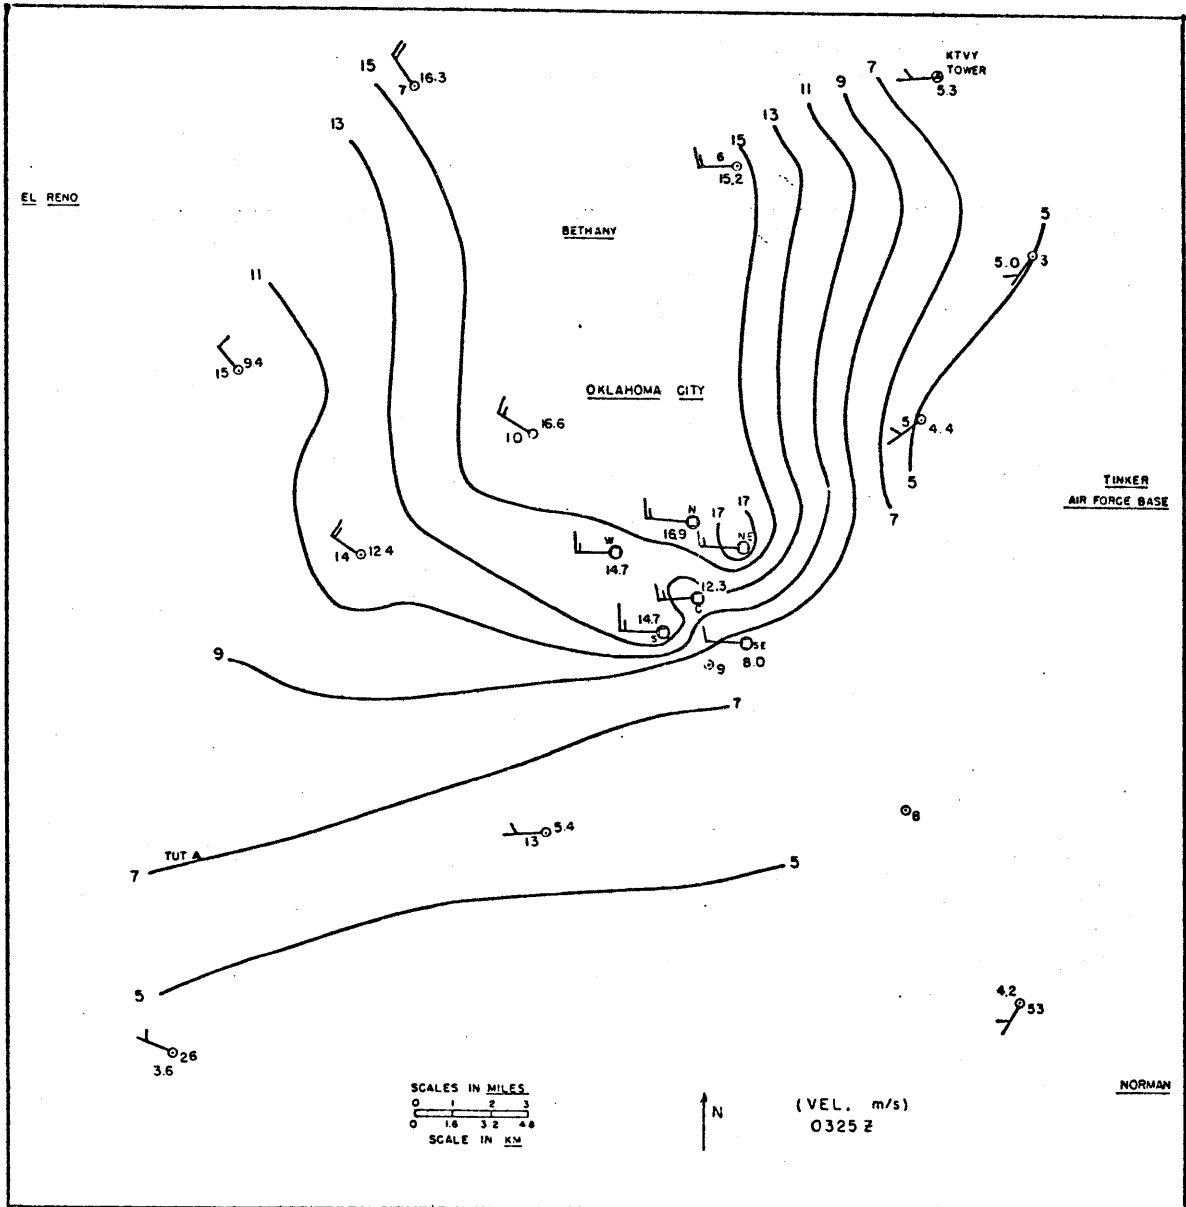 15
16.3
7
KTVY
TOWER
5.3
7
9
11
13
15
13
6
15.2
EL RENO
BETHANY
5
5.0
3
11
15
9.4
OKLAHOMA CITY
16.6
10
5
4.4
5
TINKER
AIR FORCE BASE
7
N
16.9
17
17
NE
W
14.7
14
12.4
12.3
C
14.7
S
SE
8.0
9
9
7
8
5.4
13
TUT
7
5
5
4.2
53
26
3.6
SCALES IN MILES
0 1 2 3
0 1.6 3.2 4.8
SCALE IN KM
N
(VEL. m/s)
0325 Z
NORMAN